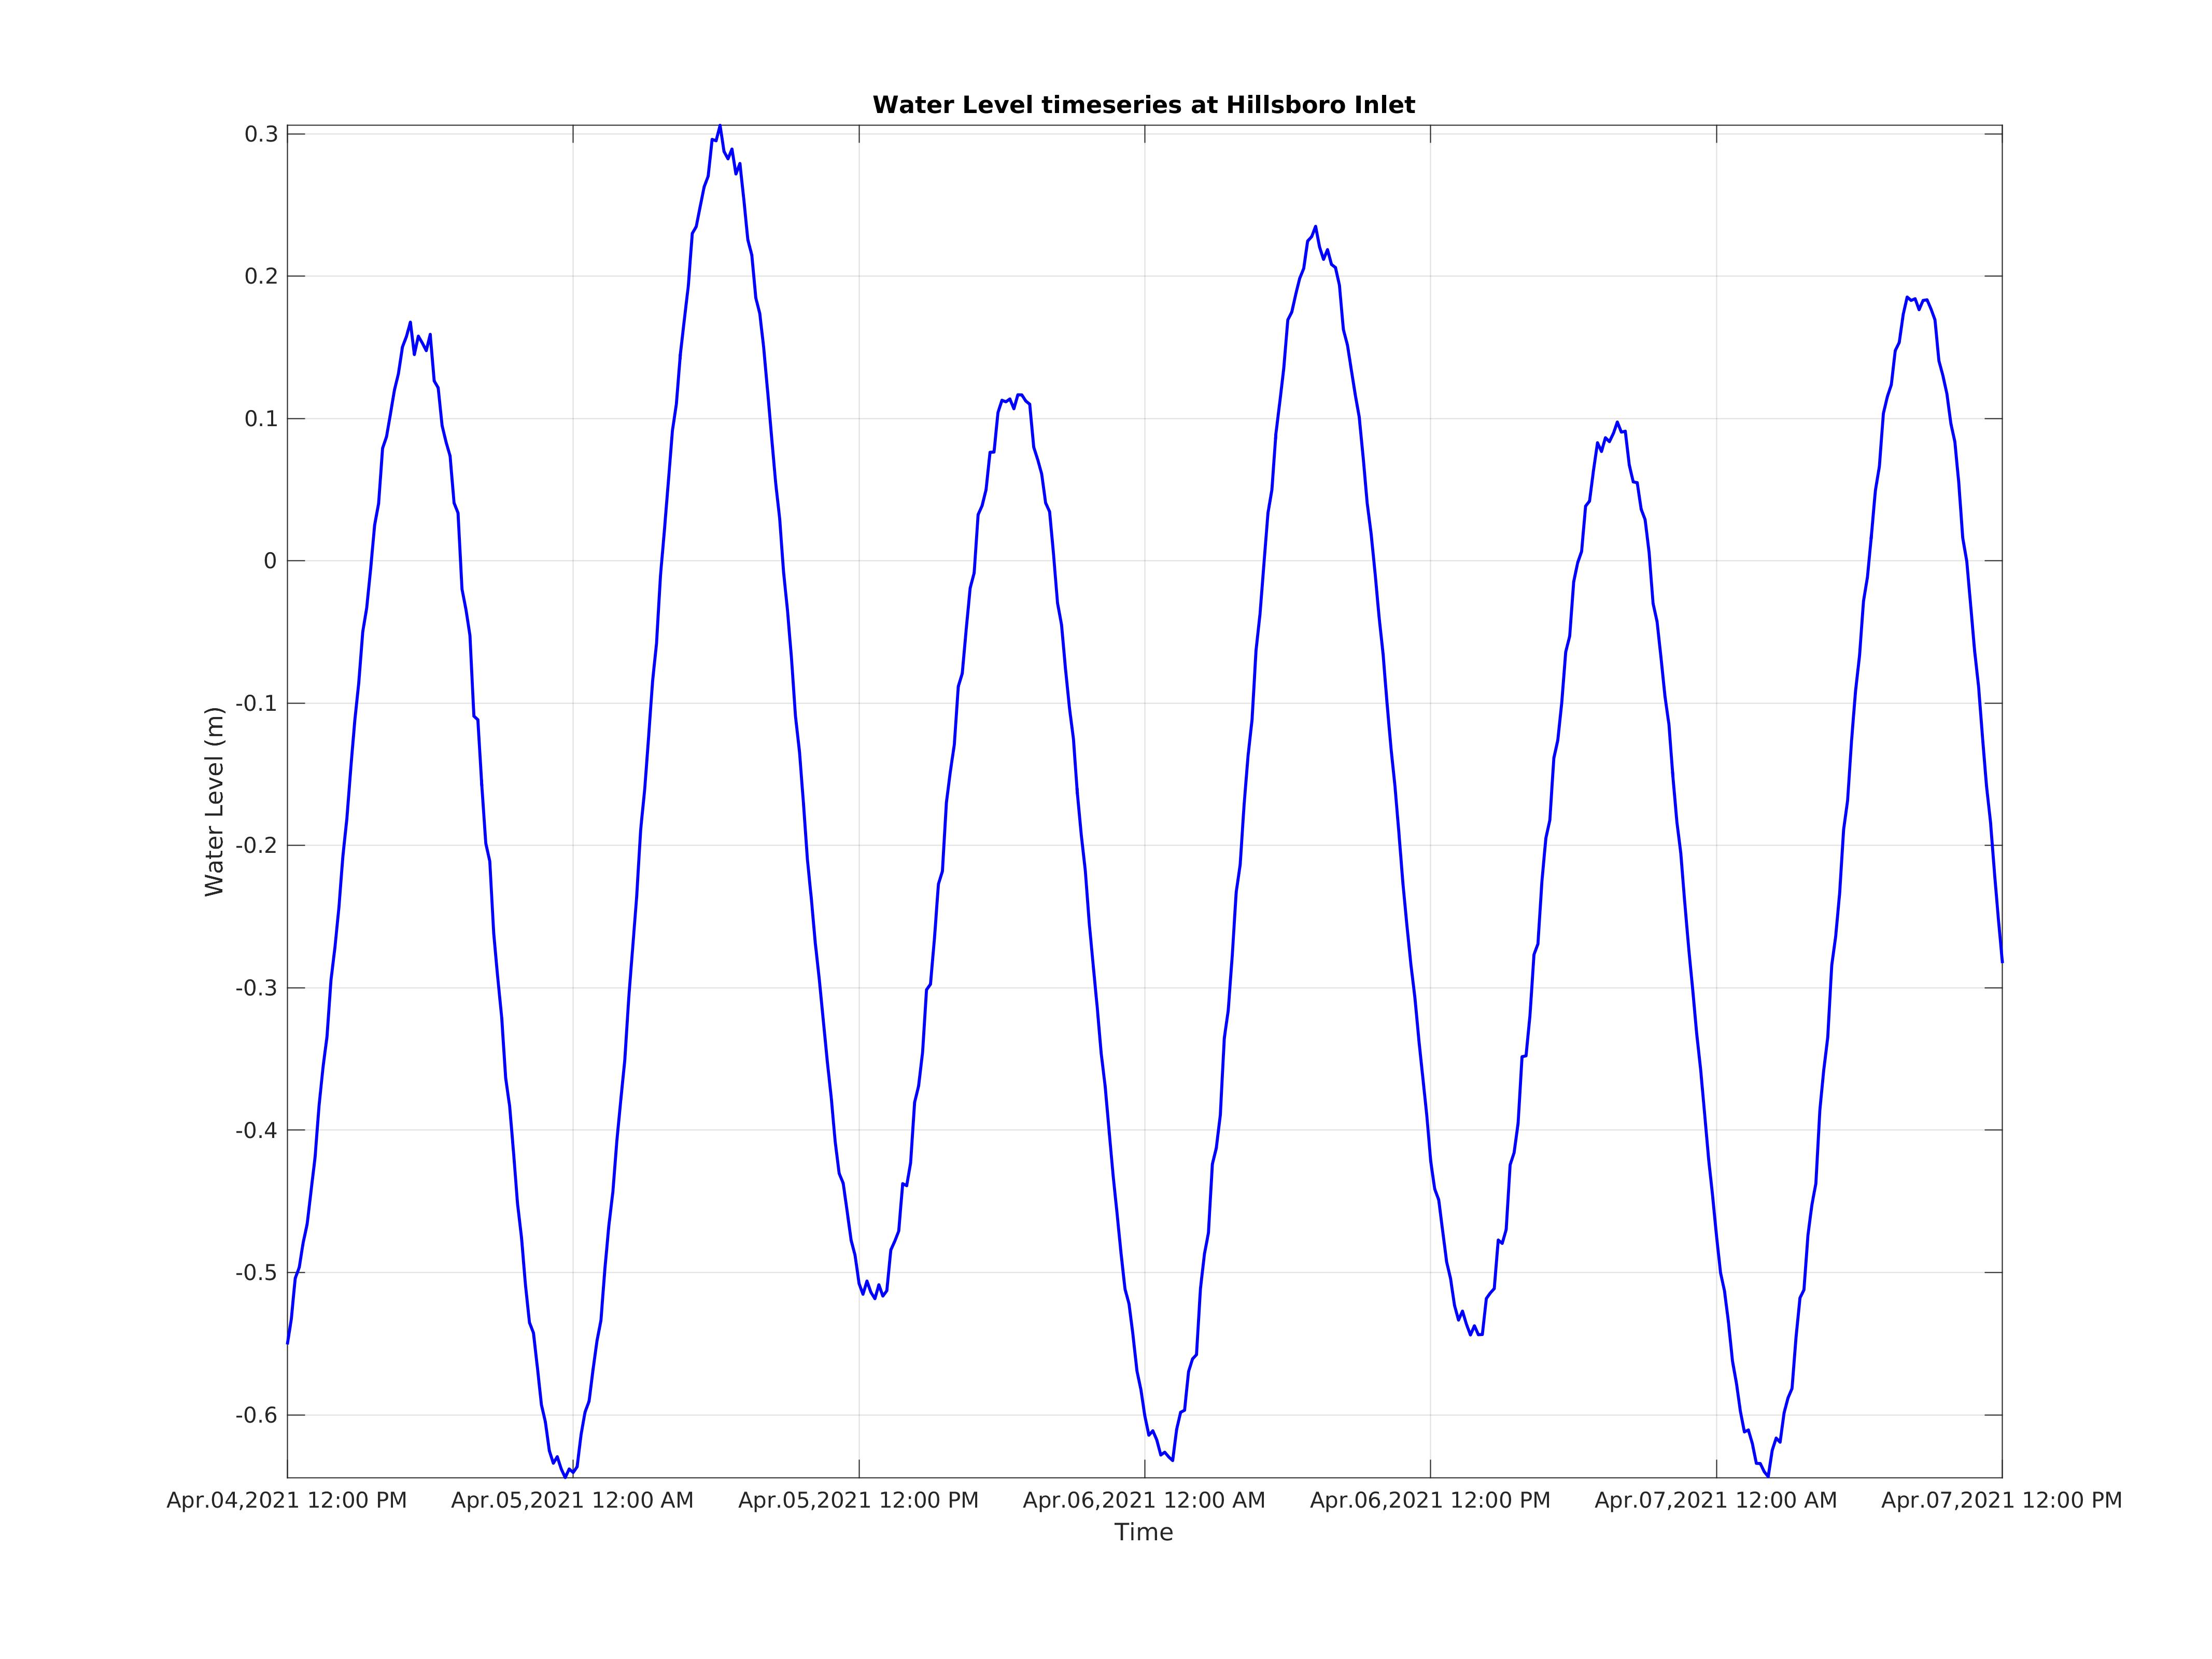 Water Level timeseries at Hillsboro Inlet
0.3
0.2
0.1
0
-0.1
-0.2
-0.3
-0.4
-0.5
-0.6
Water Level (m)
Apr.04,2021 12:00 PM Apr.05,2021 12:00 AM Apr.05,2021 12:00 PM Apr.06,2021 12:00 AM Apr.06,2021 12:00 PM Apr.07,2021 12:00 AM Apr.07,2021 12:00 PM
Time